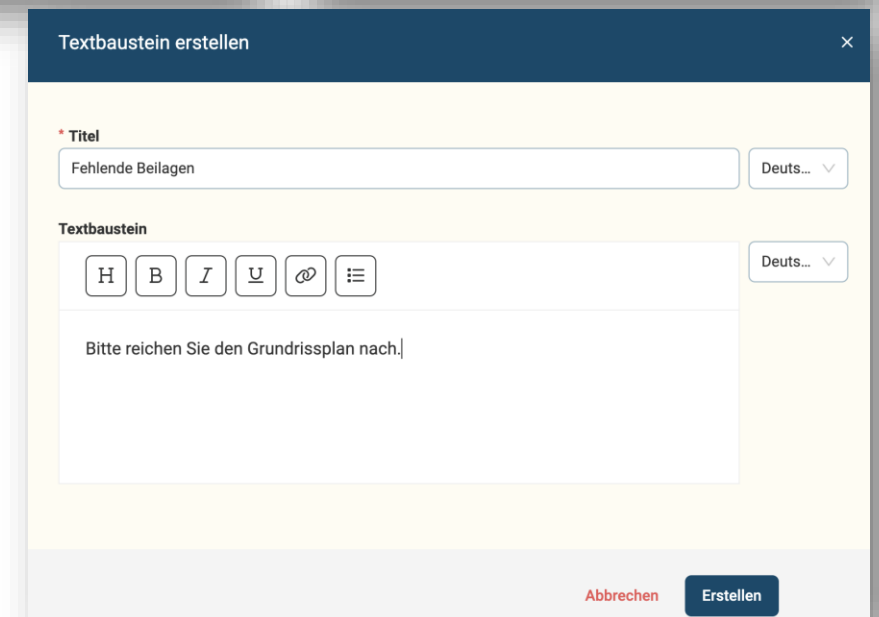 Textbaustein erstellen
* Titel
Fehlende Beilagen
Deuts...
Textbaustein
H B I U
Deuts...
Bitte reichen Sie den Grundrissplan nach.
Abbrechen Erstellen